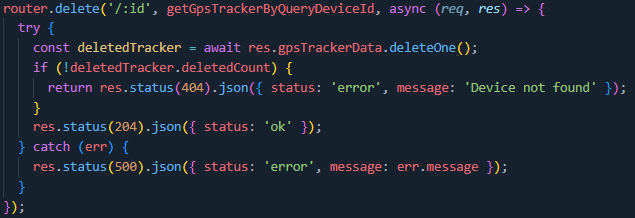 router.delete('/:id', getGpsTrackerByQueryDeviceId, async (req, res) => {
  try {
    const deletedTracker = await res.gpsTrackerData.deleteOne();
    if (!deletedTracker.deletedCount) {
      return res.status(404).json({ status: 'error', message: 'Device not found' });
    }
    res.status(204).json({ status: 'ok' });
  } catch (err) {
    res.status(500).json({ status: 'error', message: err.message });
  }
});